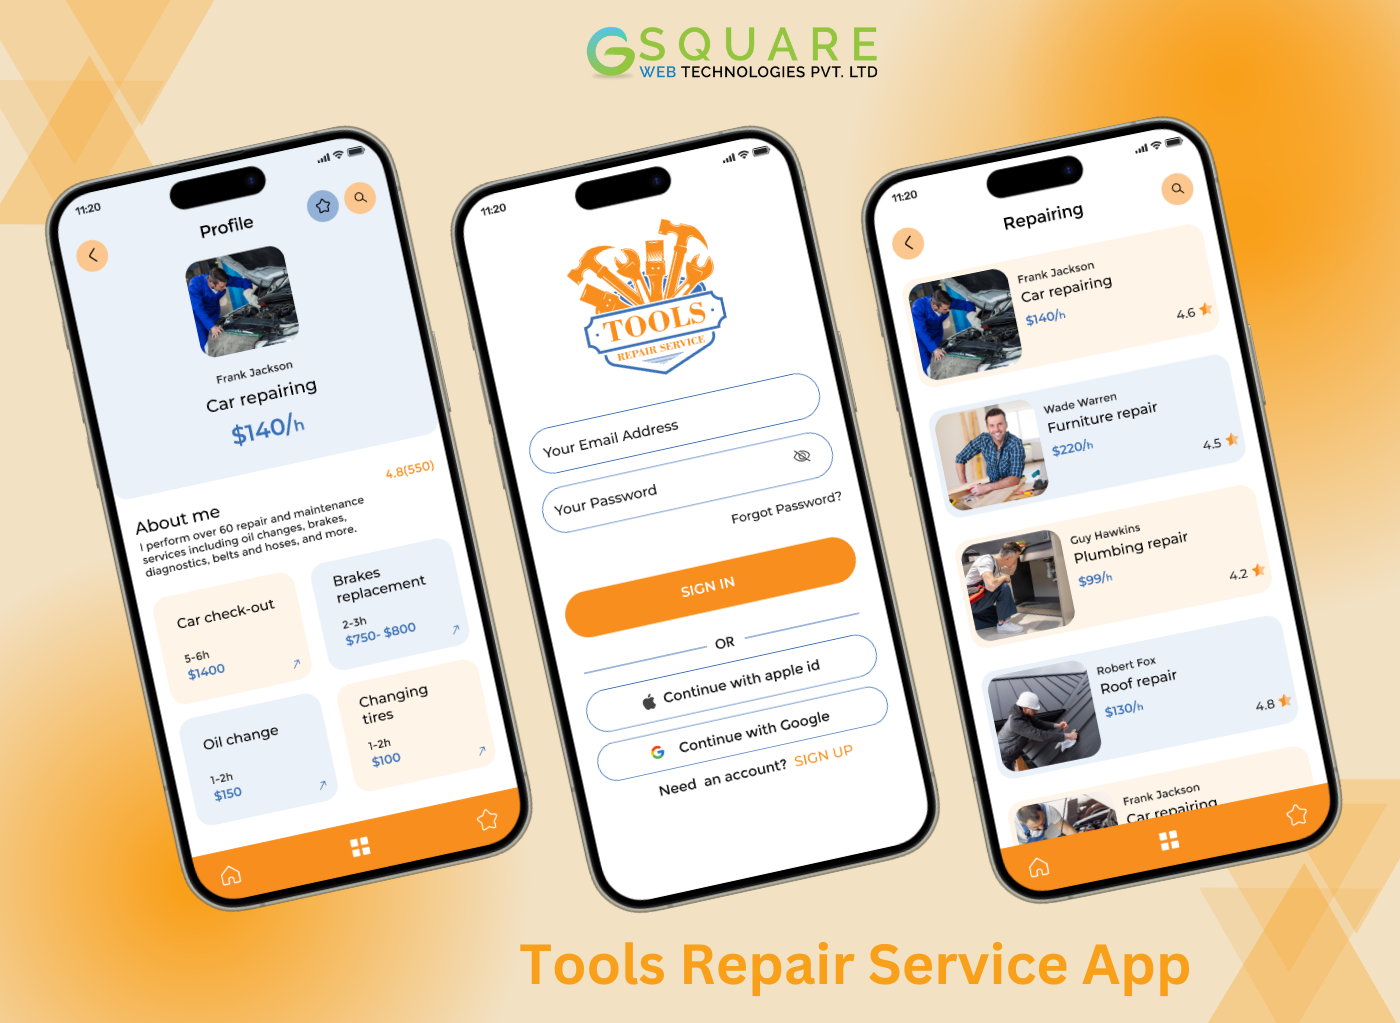 GSQUARE
WEB TECHNOLOGIES PVT. LTD
11:20
Profile
Frank Jackson
Car repairing
$140/h
4.8(550)
About me
I perform over 60 repair and maintenance
services including oil changes, brakes,
diagnostics, belts and hoses, and more.
Car check-out
5-6h
$1400
Brakes
replacement
2-3h
$750- $800
Oil change
1-2h
$150
Changing
tires
1-2h
$100
11:20
TOOLS
REPAIR SERVICE
Your Email Address
Your Password
Forgot Password?
SIGN IN
OR
Continue with apple id
Continue with Google
Need an account? SIGN UP
11:20
Repairing
Frank Jackson
Car repairing
$140/h
4.6
Wade Warren
Furniture repair
$220/h
4.5
Guy Hawkins
Plumbing repair
$99/h
4.2
Robert Fox
Roof repair
$130/h
4.8
Frank Jackson
Car repairing
Tools Repair Service App